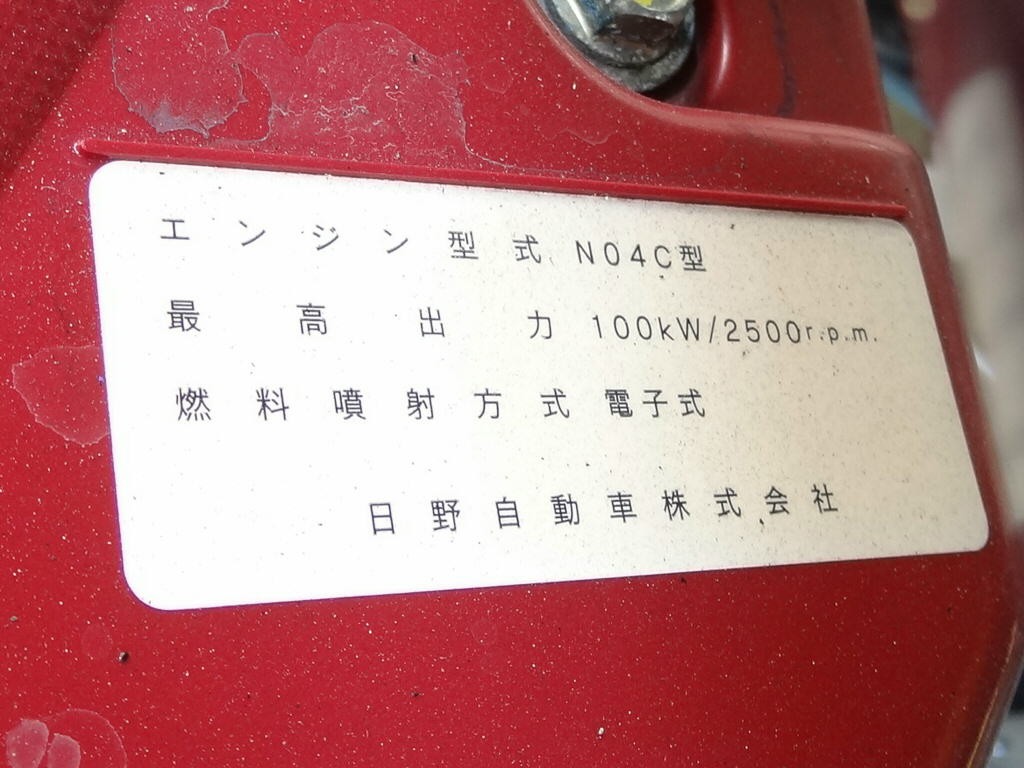 エンジン型式 N04C型
最高出力 100kW/2500r.p.m.
燃料噴射方式 電子式
日野自動車株式会社